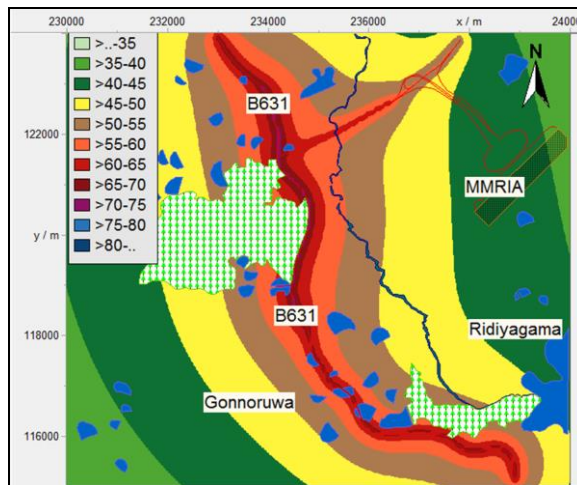 230000 232000 234000 236000 x / m 24000
>..-35
>35-40
>40-45
>45-50
>50-55
>55-60
>60-65
>65-70
>70-75
>75-80
>80-..
N
B631
122000
MMRIA
y / m
B631
118000
Ridiyagama
Gonnoruwa
116000